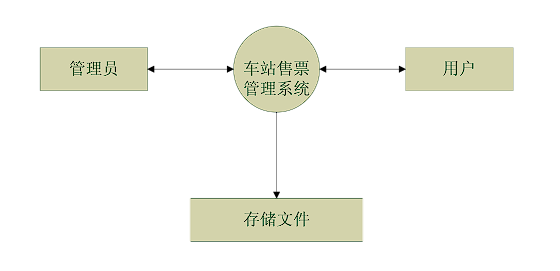 管理员
车站售票
管理系统
用户
存储文件